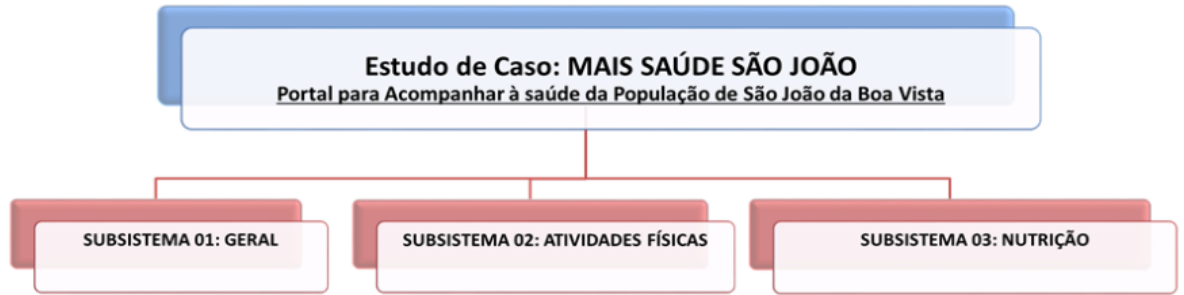 Estudo de Caso: MAIS SAÚDE SÃO JOÃO
Portal para Acompanhar à saúde da População de São João da Boa Vista
SUBSISTEMA 01: GERAL
SUBSISTEMA 02: ATIVIDADES FÍSICAS
SUBSISTEMA 03: NUTRIÇÃO